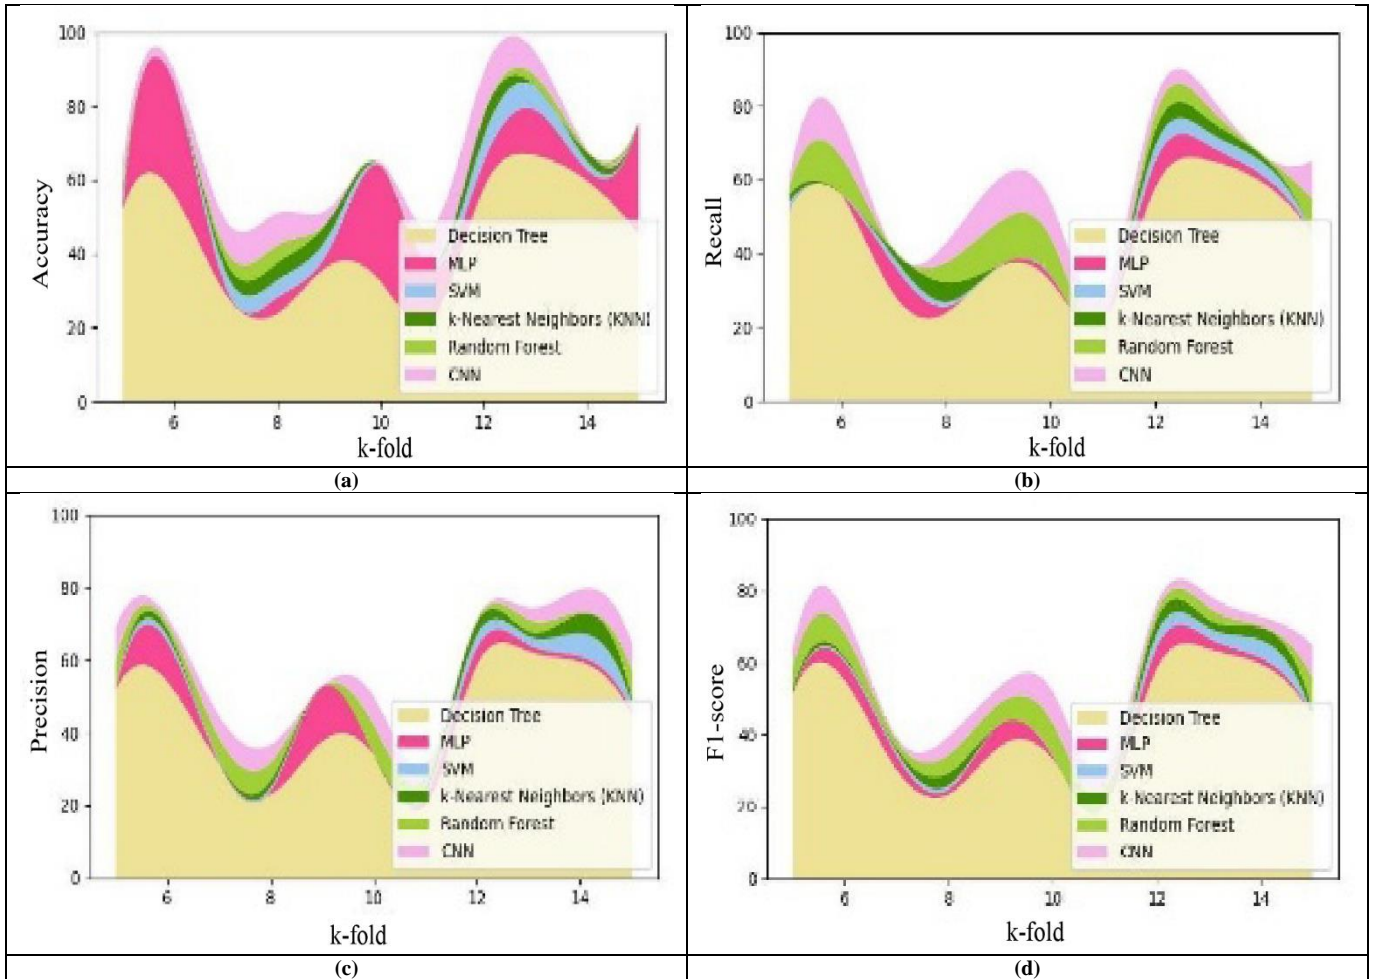 100
80
60
40
20
0
Accuracy
Decision Tree
MLP
SVM
k-Nearest Neighbors (KNN)
Random Forest
CNN
6 8 10 12 14
k-fold
(a)
100
80
60
40
20
0
Recall
Decision Tree
MLP
SVM
k-Nearest Neighbors (KNN)
Random Forest
CNN
6 8 10 12 14
k-fold
(b)
100
80
60
40
20
0
Precision
Decision Tree
MLP
SVM
k-Nearest Neighbors (KNN)
Random Forest
CNN
6 8 10 12 14
k-fold
(c)
100
80
60
40
20
0
F1-score
Decision Tree
MLP
SVM
k-Nearest Neighbors (KNN)
Random Forest
CNN
6 8 10 12 14
k-fold
(d)